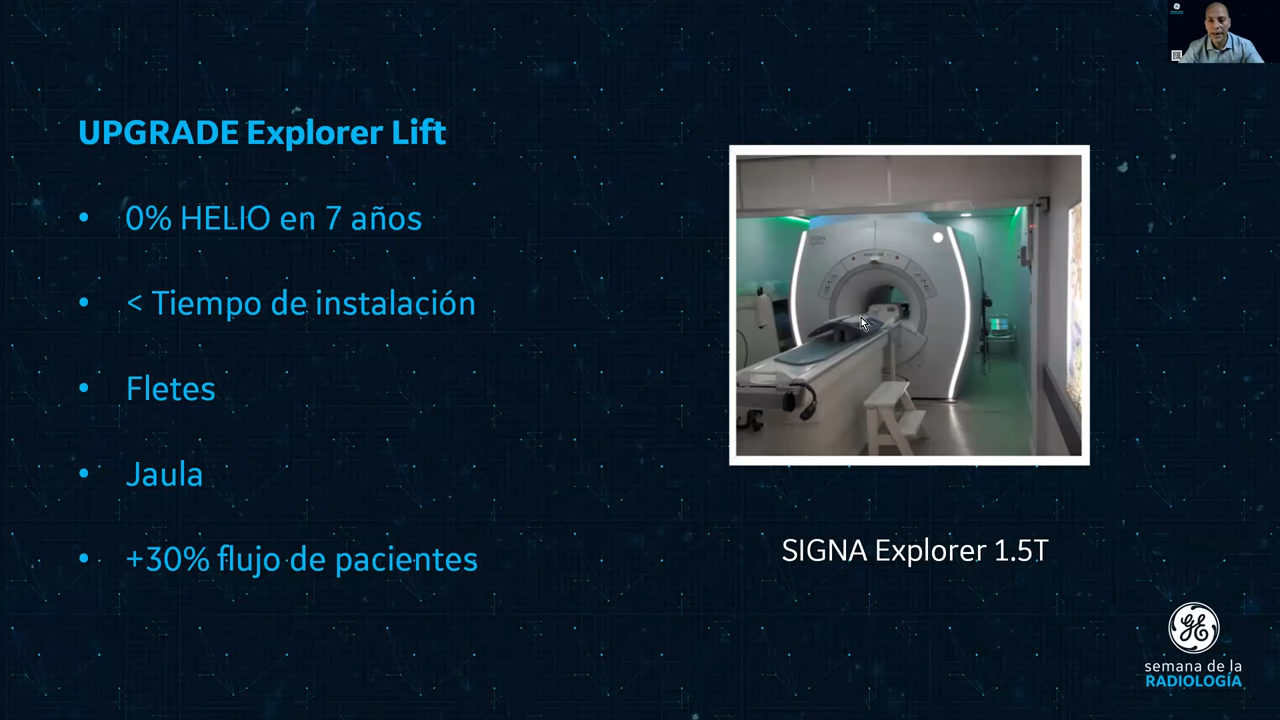 UPGRADE Explorer Lift
• 0% HELIO en 7 años
• < Tiempo de instalación
• Fletes
• Jaula
• +30% flujo de pacientes
SIGNA Explorer 1.5T
semana de la
RADIOLOGÍA